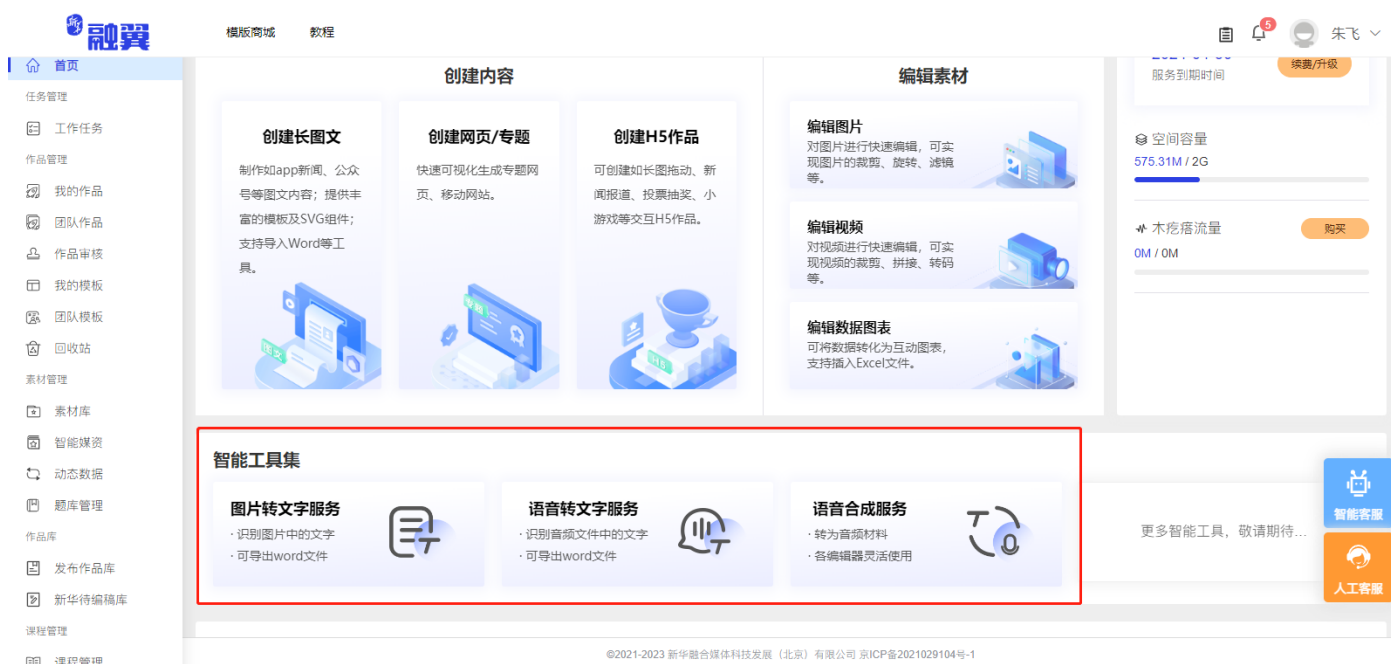 新华 融翼
模版商城
教程
5
朱飞
首页
任务管理
工作任务
作品管理
我的作品
团队作品
作品审核
我的模板
团队模板
回收站
素材管理
素材库
智能媒资
动态数据
题库管理
作品库
发布作品库
新华待编稿库
课程管理
课程管理
创建内容
创建长图文
制作如app新闻、公众
号等图文内容；提供丰
富的模板及SVG组件；
支持导入Word等工
具。
图文
创建网页/专题
快速可视化生成专题网
页、移动网站。
专题
创建H5作品
可创建如长图拖动、新
闻报道、投票抽奖、小
游戏等交互H5作品。
H5
编辑素材
编辑图片
对图片进行快速编辑，可实
现图片的裁剪、旋转、滤镜
等。
编辑视频
对视频进行快速编辑，可实
现视频的裁剪、拼接、转码
等。
编辑数据图表
可将数据转化为互动图表，
支持插入Excel文件。
服务到期时间
续费/升级
空间容量
575.31M / 2G
木疙瘩流量
购买
0M / 0M
智能工具集
图片转文字服务
·识别图片中的文字
·可导出word文件
语音转文字服务
·识别音频文件中的文字
·可导出word文件
语音合成服务
·转为音频材料
·各编辑器灵活使用
更多智能工具，敬请期待...
智能客服
人工客服
©2021-2023 新华融合媒体科技发展（北京）有限公司 京ICP备2021029104号-1